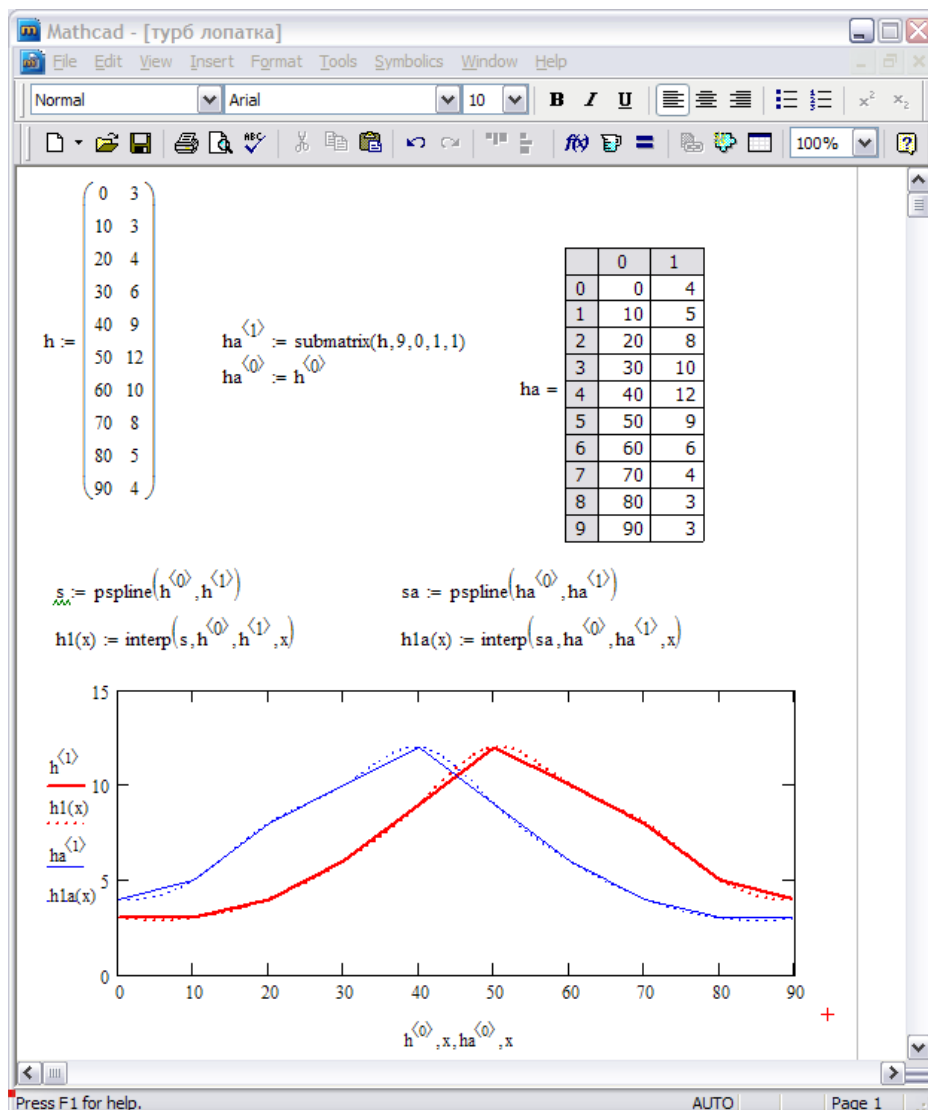 Mathcad - [турб лопатка]
File Edit View Insert Format Tools Symbolics Window Help
Normal Arial 10 B I U x² x₂
ABC f(x) = 100% ?
h := 0 3
10 3
20 4
30 6
40 9
50 12
60 10
70 8
80 5
90 4
ha^⟨1⟩ := submatrix(h,9,0,1,1)
ha^⟨0⟩ := h^⟨0⟩
ha =
0 1
0 0 4
1 10 5
2 20 8
3 30 10
4 40 12
5 50 9
6 60 6
7 70 4
8 80 3
9 90 3
s := pspline(h^⟨0⟩,h^⟨1⟩) sa := pspline(ha^⟨0⟩,ha^⟨1⟩)
h1(x) := interp(s,h^⟨0⟩,h^⟨1⟩,x) h1a(x) := interp(sa,ha^⟨0⟩,ha^⟨1⟩,x)
15
10
5
0
h^⟨1⟩
h1(x)
ha^⟨1⟩
h1a(x)
0 10 20 30 40 50 60 70 80 90
h^⟨0⟩,x,ha^⟨0⟩,x
Press F1 for help. AUTO Page 1